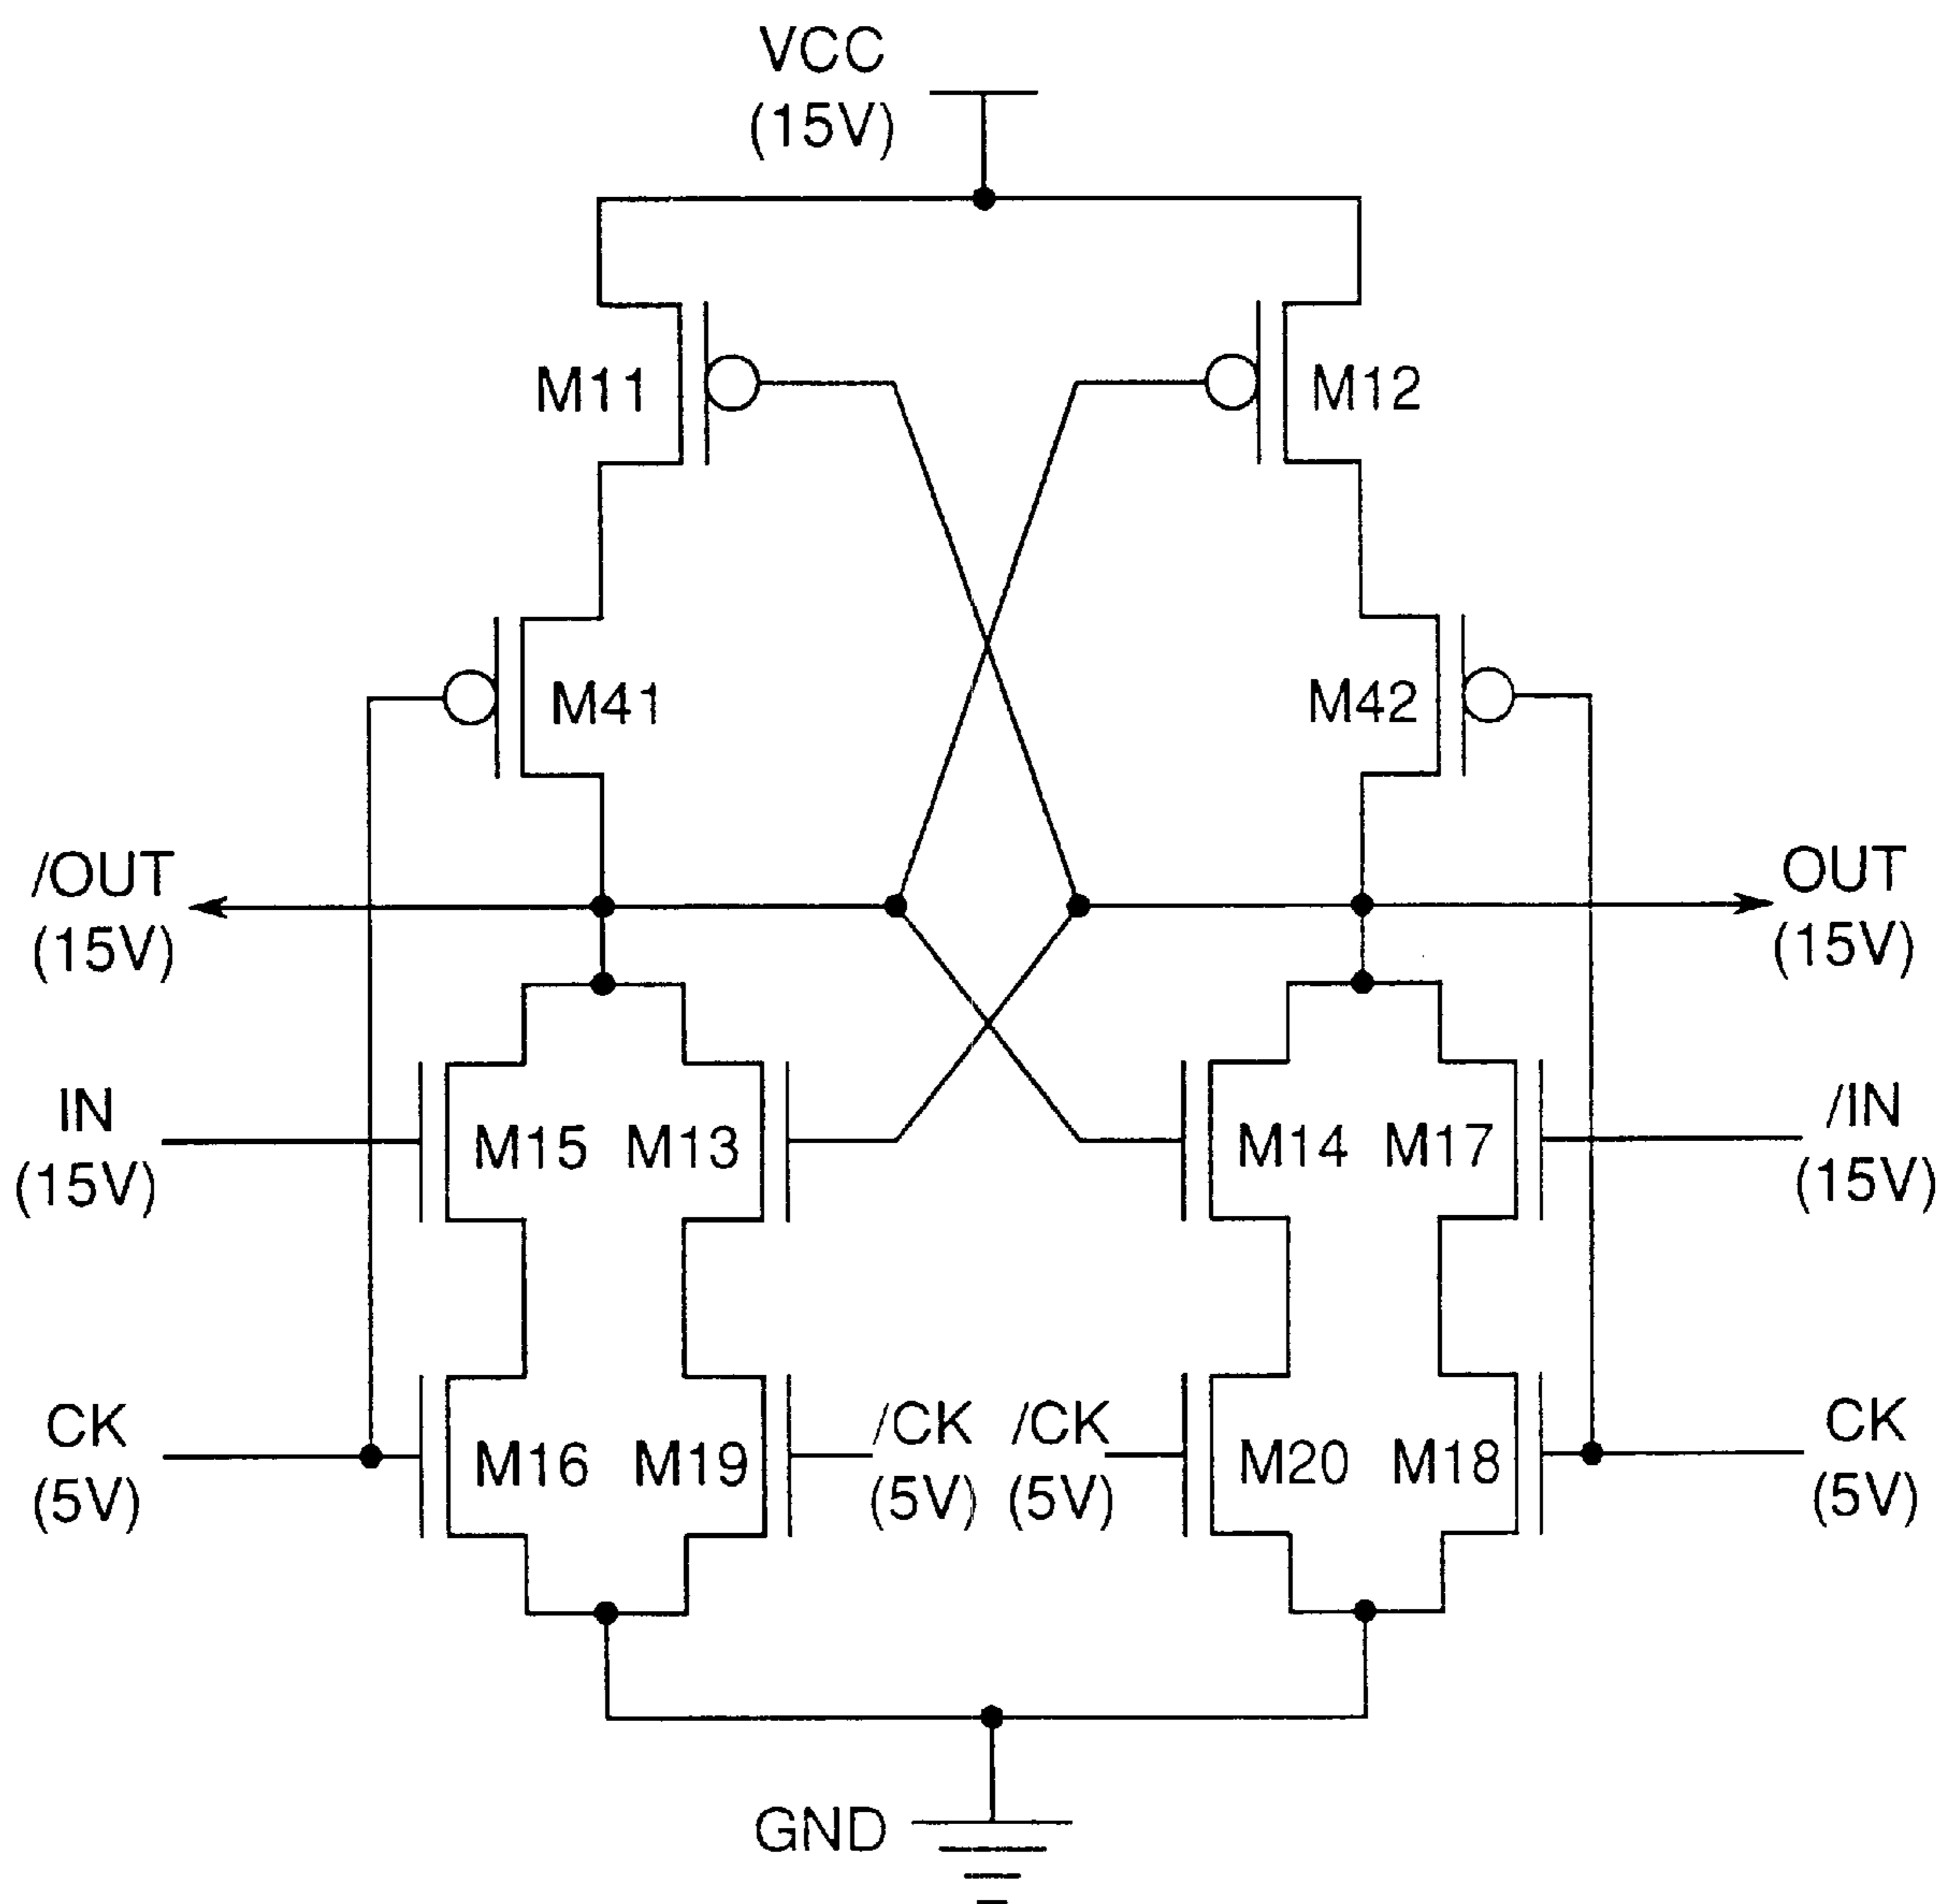 VCC
(15V)
M11
M12
M41
M42
/OUT
(15V)
OUT
(15V)
IN
(15V)
M15
M13
M14
M17
/IN
(15V)
CK
(5V)
M16
M19
/CK
(5V)
/CK
(5V)
M20
M18
CK
(5V)
GND